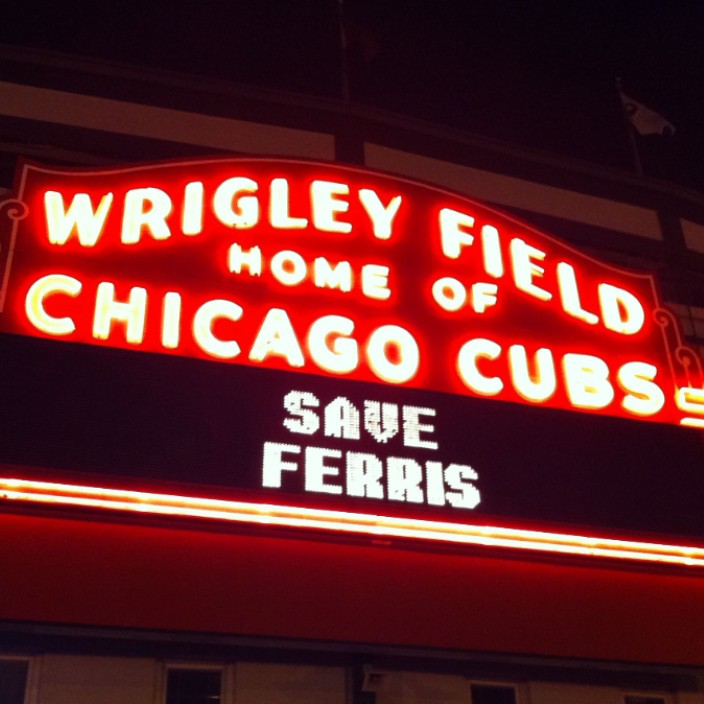 WRIGLEY FIELD
HOME OF
CHICAGO CUBS
SAVE
FERRIS